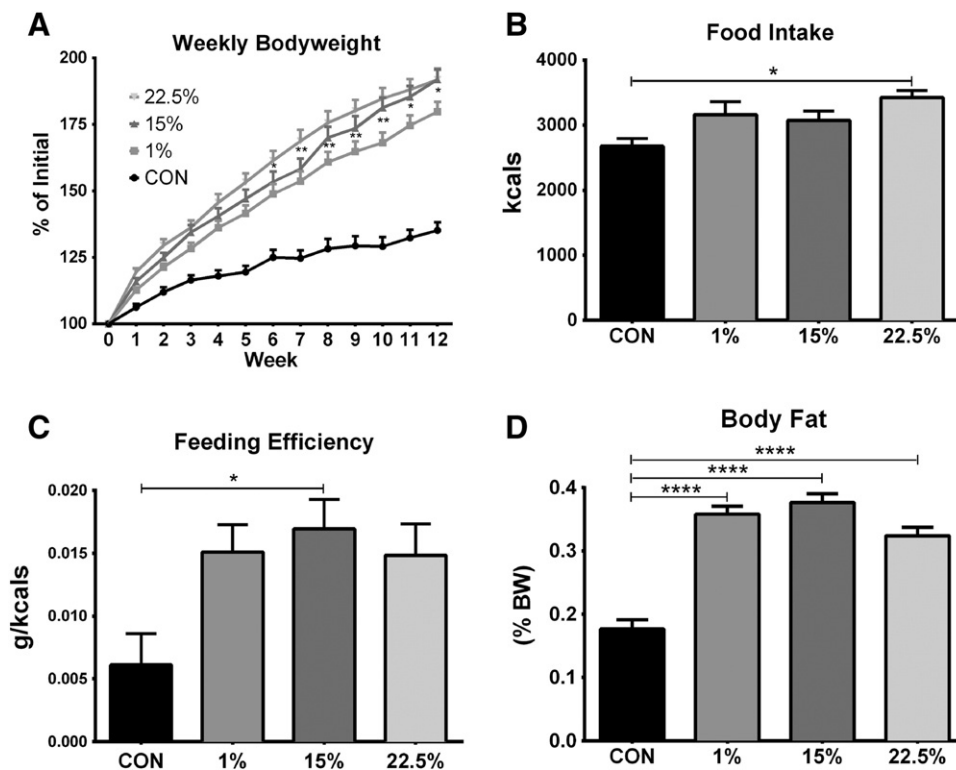 A
Weekly Bodyweight
% of Initial
200
175
150
125
100
22.5%
15%
1%
CON
* ** ** ** ** * *
0 1 2 3 4 5 6 7 8 9 10 11 12
Week
B
Food Intake
*
kcals
4000
3000
2000
1000
0
CON 1% 15% 22.5%
C
Feeding Efficiency
*
g/kcals
0.020
0.015
0.010
0.005
0.000
CON 1% 15% 22.5%
D
Body Fat
****
****
****
(% BW)
0.4
0.3
0.2
0.1
0.0
CON 1% 15% 22.5%